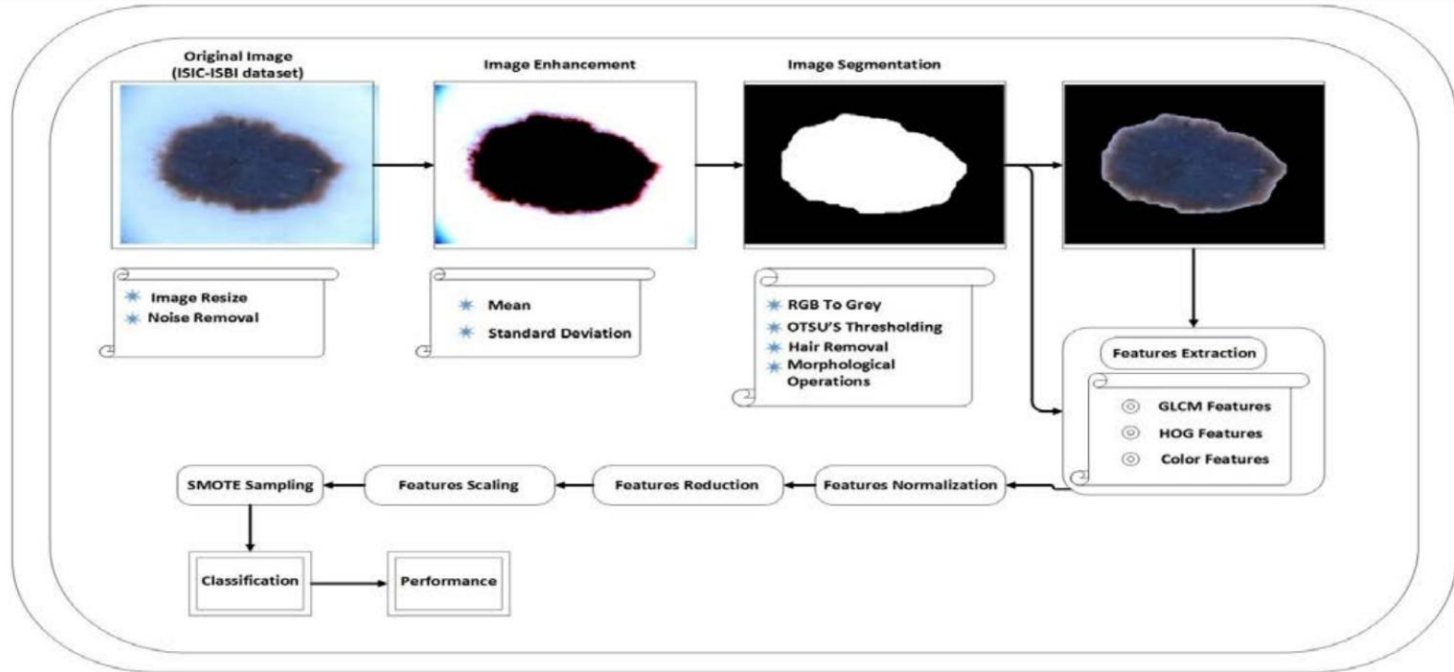 Original Image
(ISIC-ISBI dataset)
Image Enhancement
Image Segmentation
Image Resize
Noise Removal
Mean
Standard Deviation
RGB To Grey
OTSU'S Thresholding
Hair Removal
Morphological
Operations
Features Extraction
GLCM Features
HOG Features
Color Features
SMOTE Sampling
Features Scaling
Features Reduction
Features Normalization
Classification
Performance